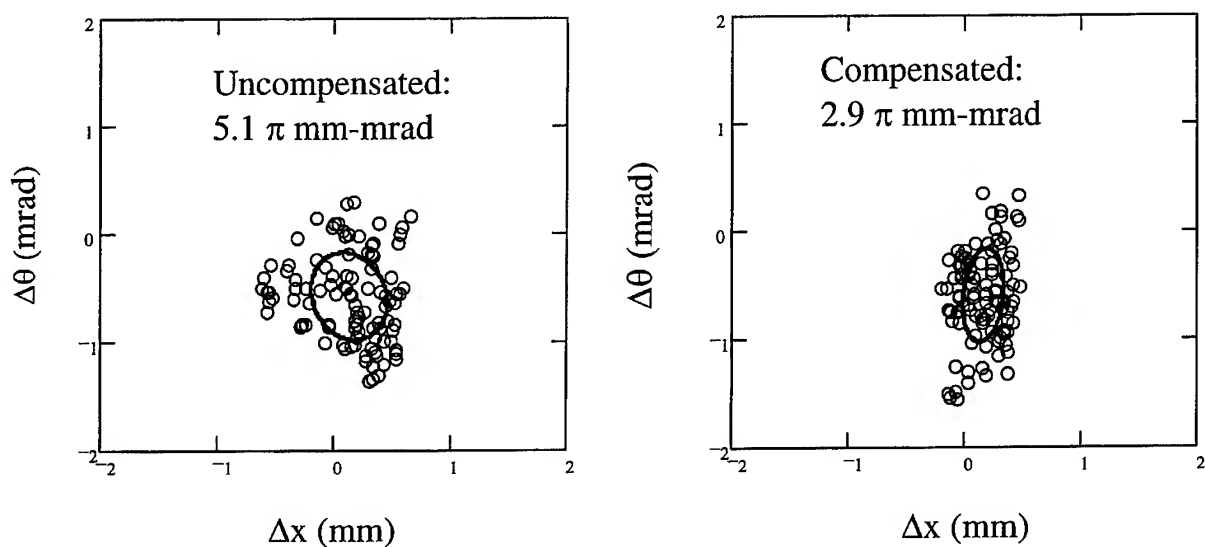 2
1
0
−1
−2
−2
−1
0
1
2
Uncompensated:
5.1 π mm-mrad
Δθ (mrad)
Δx (mm)
2
1
0
−1
−2
−2
−1
0
1
2
Compensated:
2.9 π mm-mrad
Δθ (mrad)
Δx (mm)